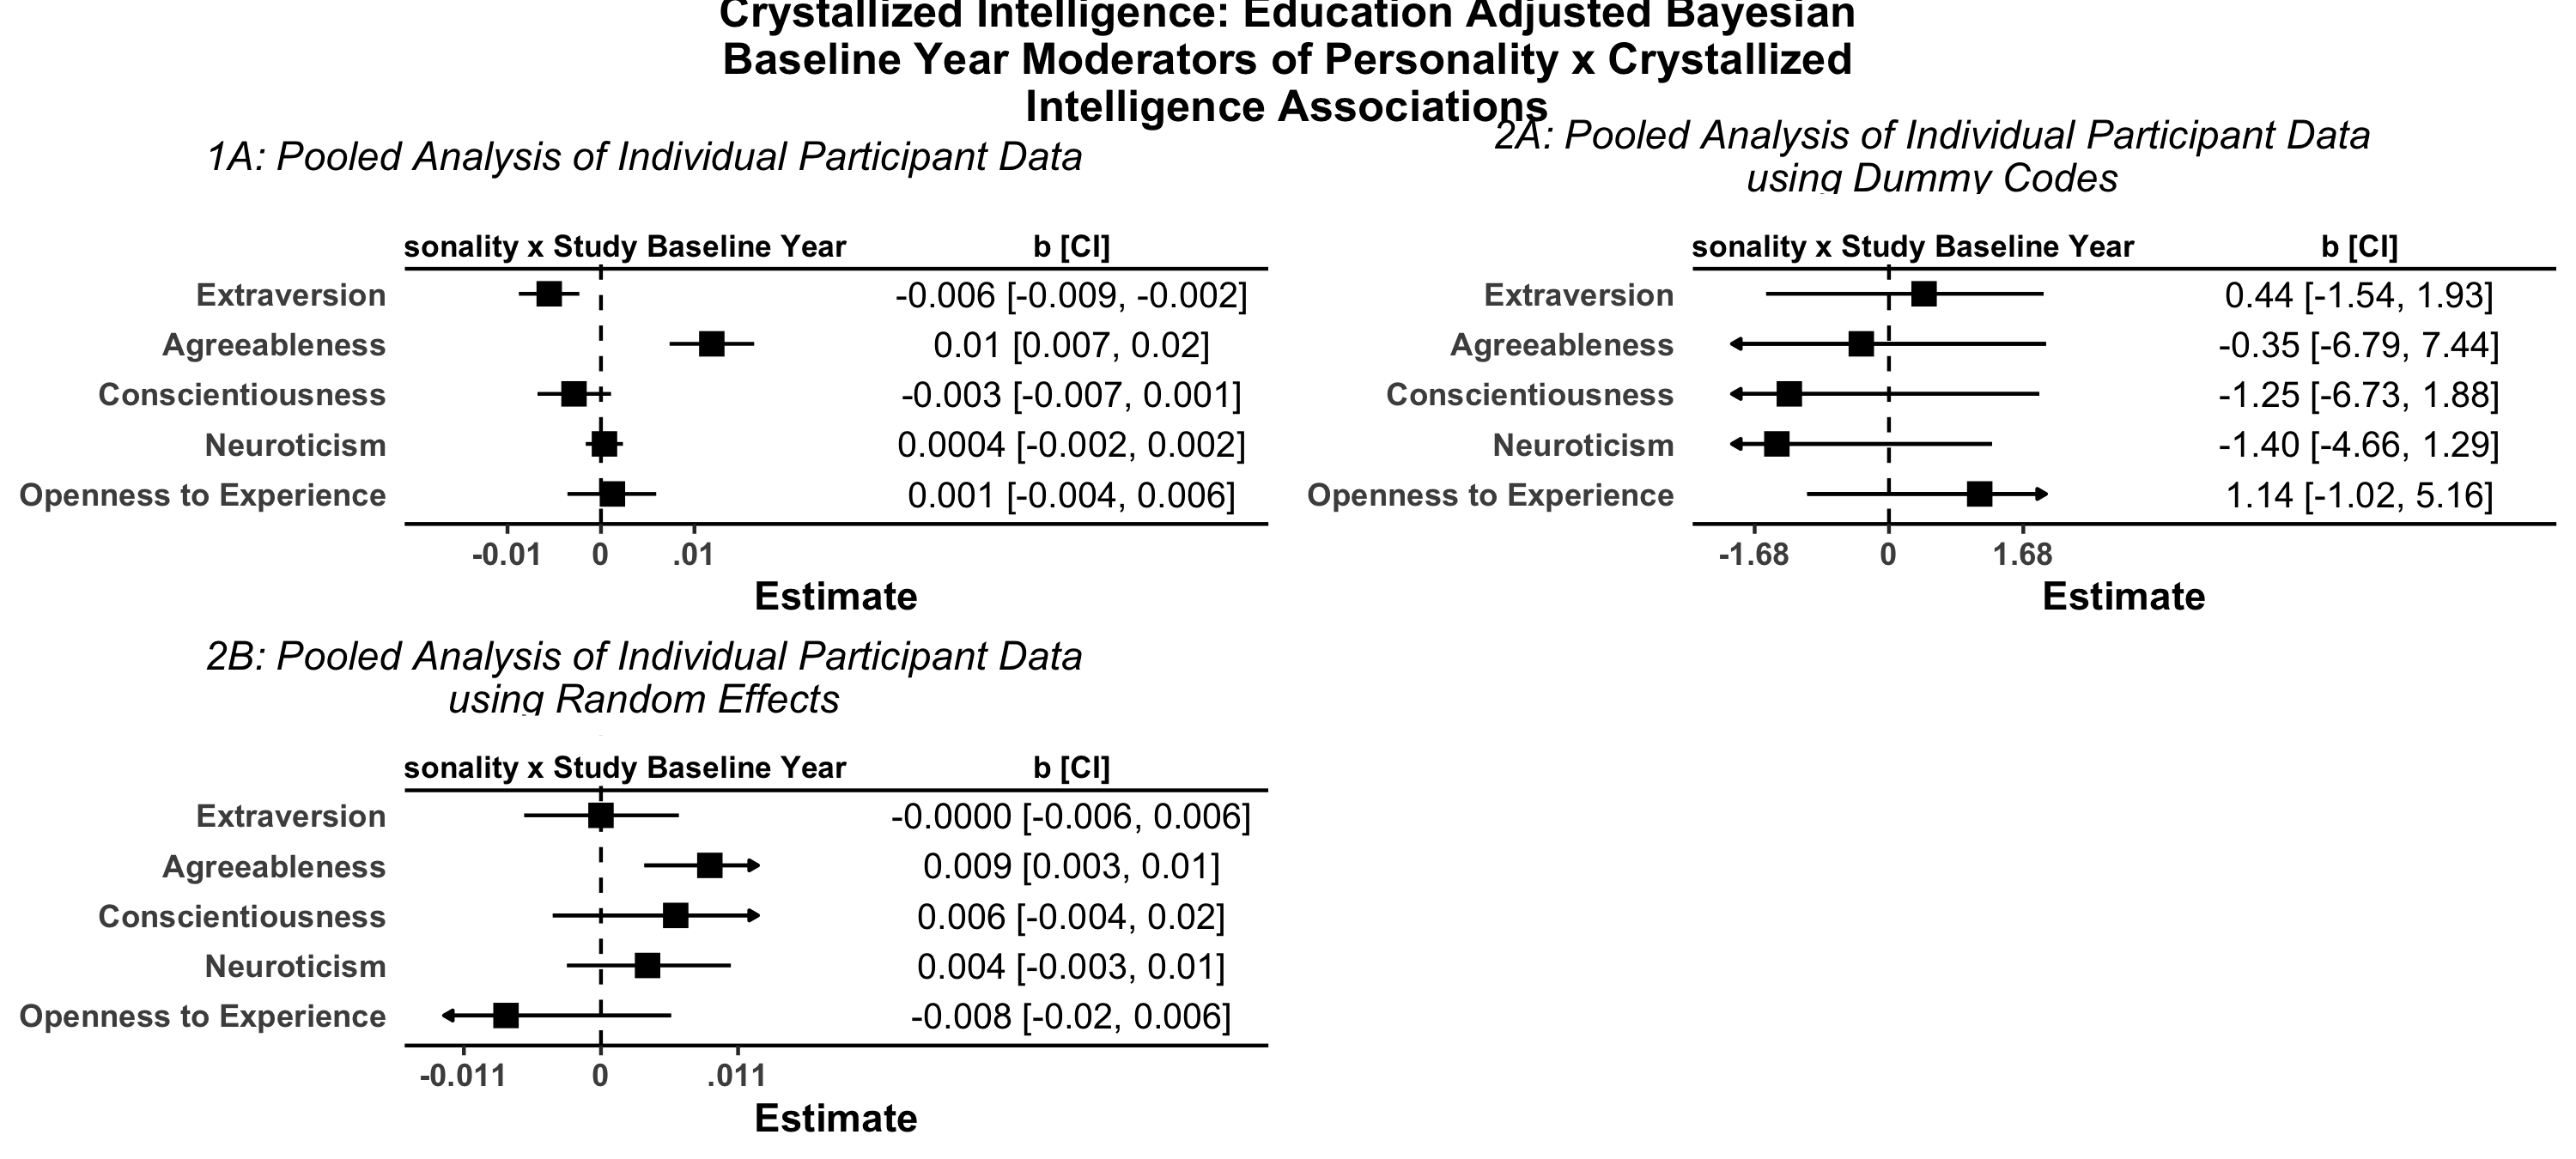 Crystallized Intelligence: Education Adjusted Bayesian
Baseline Year Moderators of Personality x Crystallized
Intelligence Associations
1A: Pooled Analysis of Individual Participant Data
sonality x Study Baseline Year b [CI]
Extraversion -0.006 [-0.009, -0.002]
Agreeableness 0.01 [0.007, 0.02]
Conscientiousness -0.003 [-0.007, 0.001]
Neuroticism 0.0004 [-0.002, 0.002]
Openness to Experience 0.001 [-0.004, 0.006]
-0.01 0 .01
Estimate
2A: Pooled Analysis of Individual Participant Data
using Dummy Codes
sonality x Study Baseline Year b [CI]
Extraversion 0.44 [-1.54, 1.93]
Agreeableness -0.35 [-6.79, 7.44]
Conscientiousness -1.25 [-6.73, 1.88]
Neuroticism -1.40 [-4.66, 1.29]
Openness to Experience 1.14 [-1.02, 5.16]
-1.68 0 1.68
Estimate
2B: Pooled Analysis of Individual Participant Data
using Random Effects
sonality x Study Baseline Year b [CI]
Extraversion -0.0000 [-0.006, 0.006]
Agreeableness 0.009 [0.003, 0.01]
Conscientiousness 0.006 [-0.004, 0.02]
Neuroticism 0.004 [-0.003, 0.01]
Openness to Experience -0.008 [-0.02, 0.006]
-0.011 0 .011
Estimate